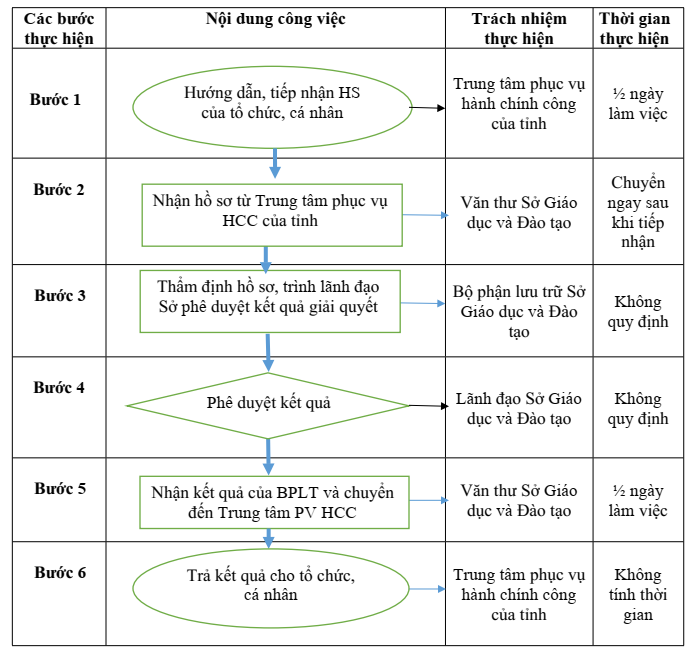 Các bước
thực hiện
Nội dung công việc
Trách nhiệm
thực hiện
Thời gian
thực hiện
Bước 1
Hướng dẫn, tiếp nhận HS
của tổ chức, cá nhân
Trung tâm phục vụ
hành chính công
của tỉnh
½ ngày
làm việc
Bước 2
Nhận hồ sơ từ Trung tâm phục vụ
HCC của tỉnh
Văn thư Sở Giáo
dục và Đào tạo
Chuyển
ngay sau
khi tiếp
nhận
Bước 3
Thẩm định hồ sơ, trình lãnh đạo
Sở phê duyệt kết quả giải quyết
Bộ phận lưu trữ Sở
Giáo dục và Đào
tạo
Không
quy định
Bước 4
Phê duyệt kết quả
Lãnh đạo Sở Giáo
dục và Đào tạo
Không
quy định
Bước 5
Nhận kết quả của BPLT và chuyển
đến Trung tâm PV HCC
Văn thư Sở Giáo
dục và Đào tạo
½ ngày
làm việc
Bước 6
Trả kết quả cho tổ chức,
cá nhân
Trung tâm phục vụ
hành chính công
của tỉnh
Không
tính thời
gian